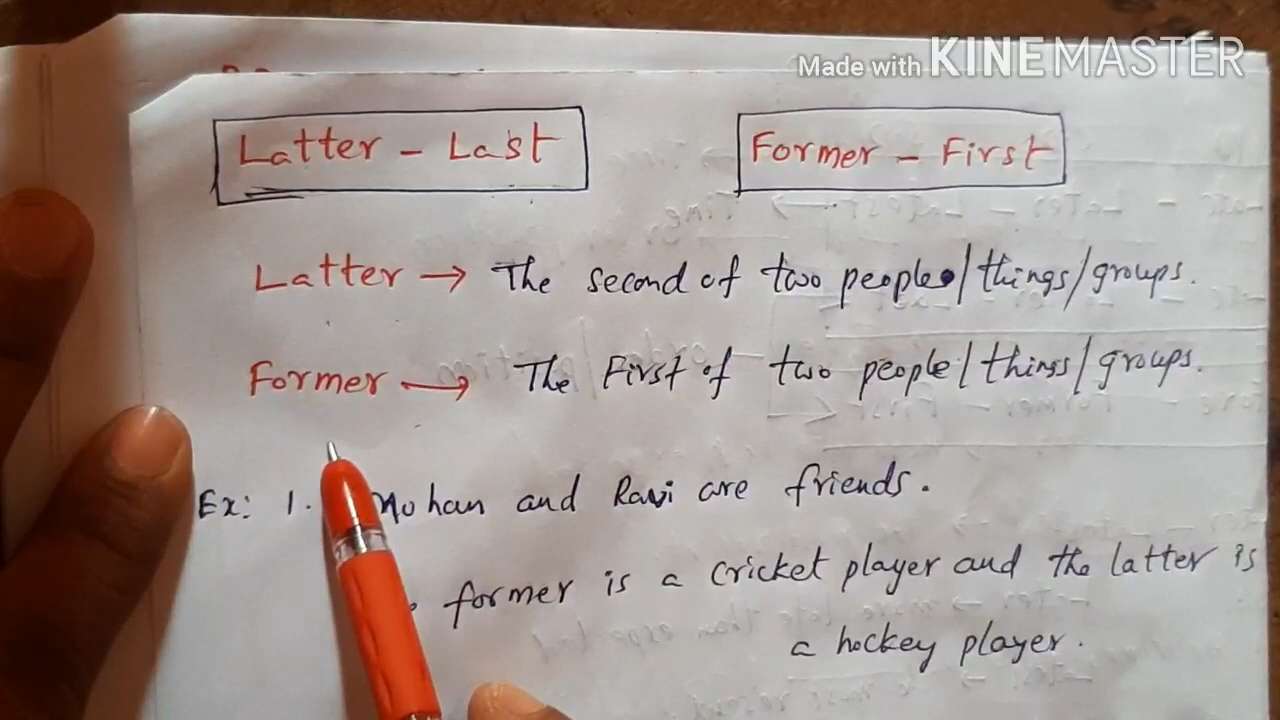 Made with KINEMASTER
Latter - Last
Former - First
Latter → The second of two people/things/groups.
Former → The First of two people/things/groups.
Ex: 1. Mohan and Ravi are friends.
former is a cricket player and the latter is
a hockey player.